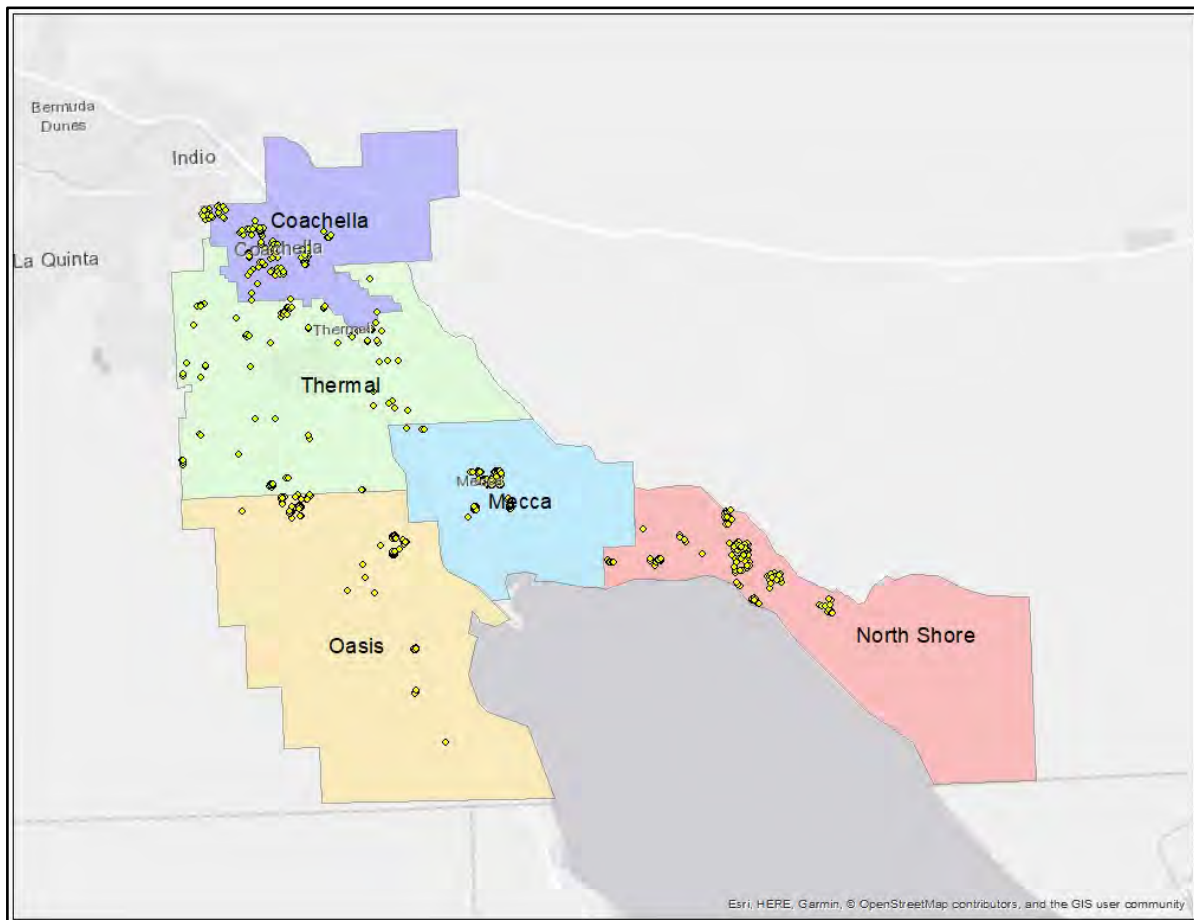 Bermuda
Dunes
Indio
Coachella
Coachella
La Quinta
Thermal
Thermal
Mecca
Mecca
Oasis
North Shore
Esri, HERE, Garmin, © OpenStreetMap contributors, and the GIS user community